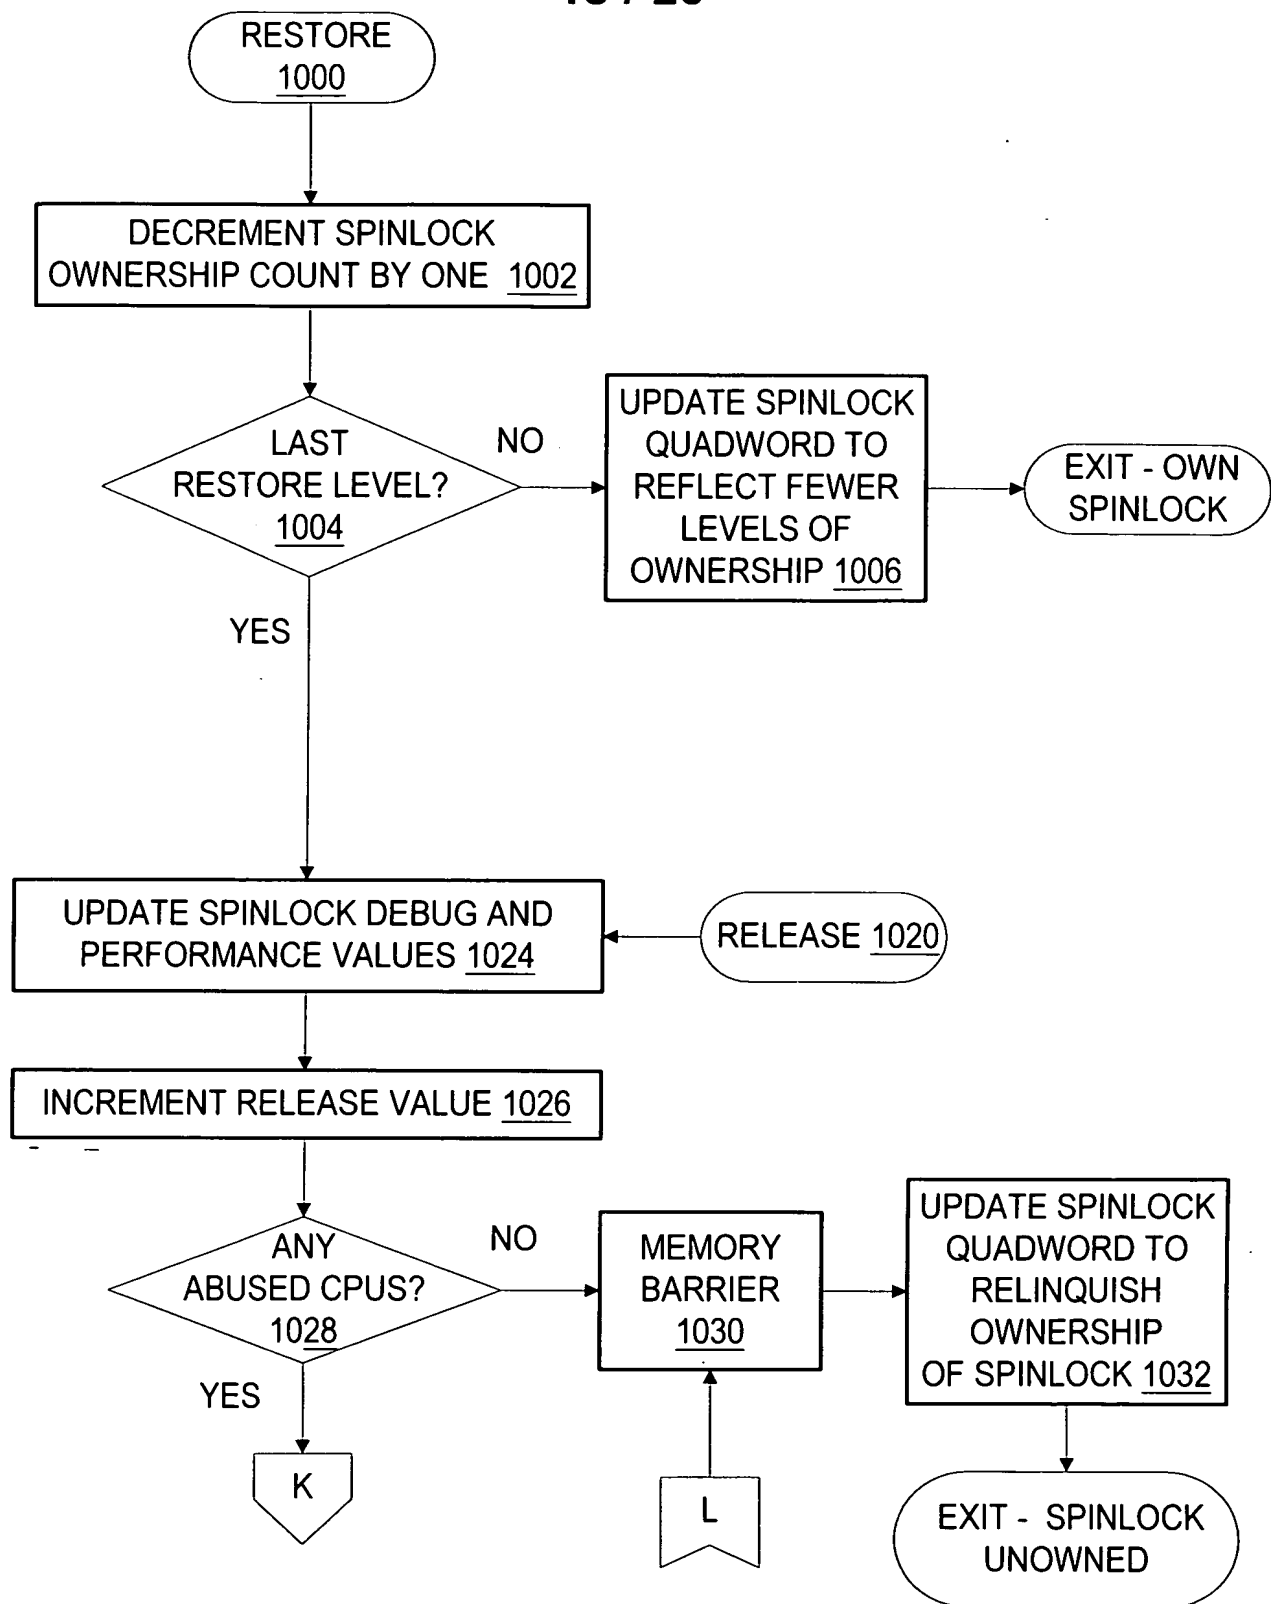 RESTORE
1000
DECREMENT SPINLOCK
OWNERSHIP COUNT BY ONE 1002
LAST
RESTORE LEVEL?
1004
NO
UPDATE SPINLOCK
QUADWORD TO
REFLECT FEWER
LEVELS OF
OWNERSHIP 1006
EXIT - OWN
SPINLOCK
YES
UPDATE SPINLOCK DEBUG AND
PERFORMANCE VALUES 1024
RELEASE 1020
INCREMENT RELEASE VALUE 1026
ANY
ABUSED CPUS?
1028
NO
MEMORY
BARRIER
1030
UPDATE SPINLOCK
QUADWORD TO
RELINQUISH
OWNERSHIP
OF SPINLOCK 1032
YES
K
L
EXIT - SPINLOCK
UNOWNED